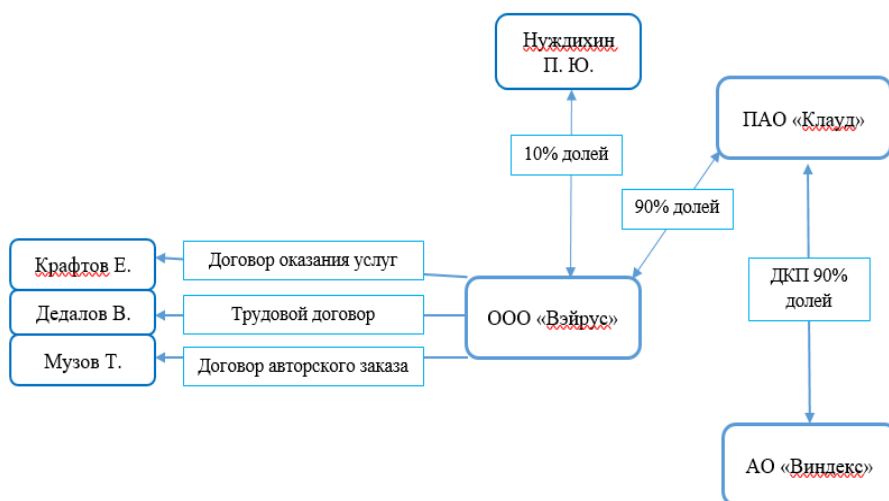 Нуждихин
П. Ю.
ПАО «Клауд»
10% долей
90% долей
Крафтов Е.
Договор оказания услуг
ДКП 90%
долей
Дедалов В.
Трудовой договор
ООО «Вэйрус»
Музов Т.
Договор авторского заказа
АО «Виндекс»